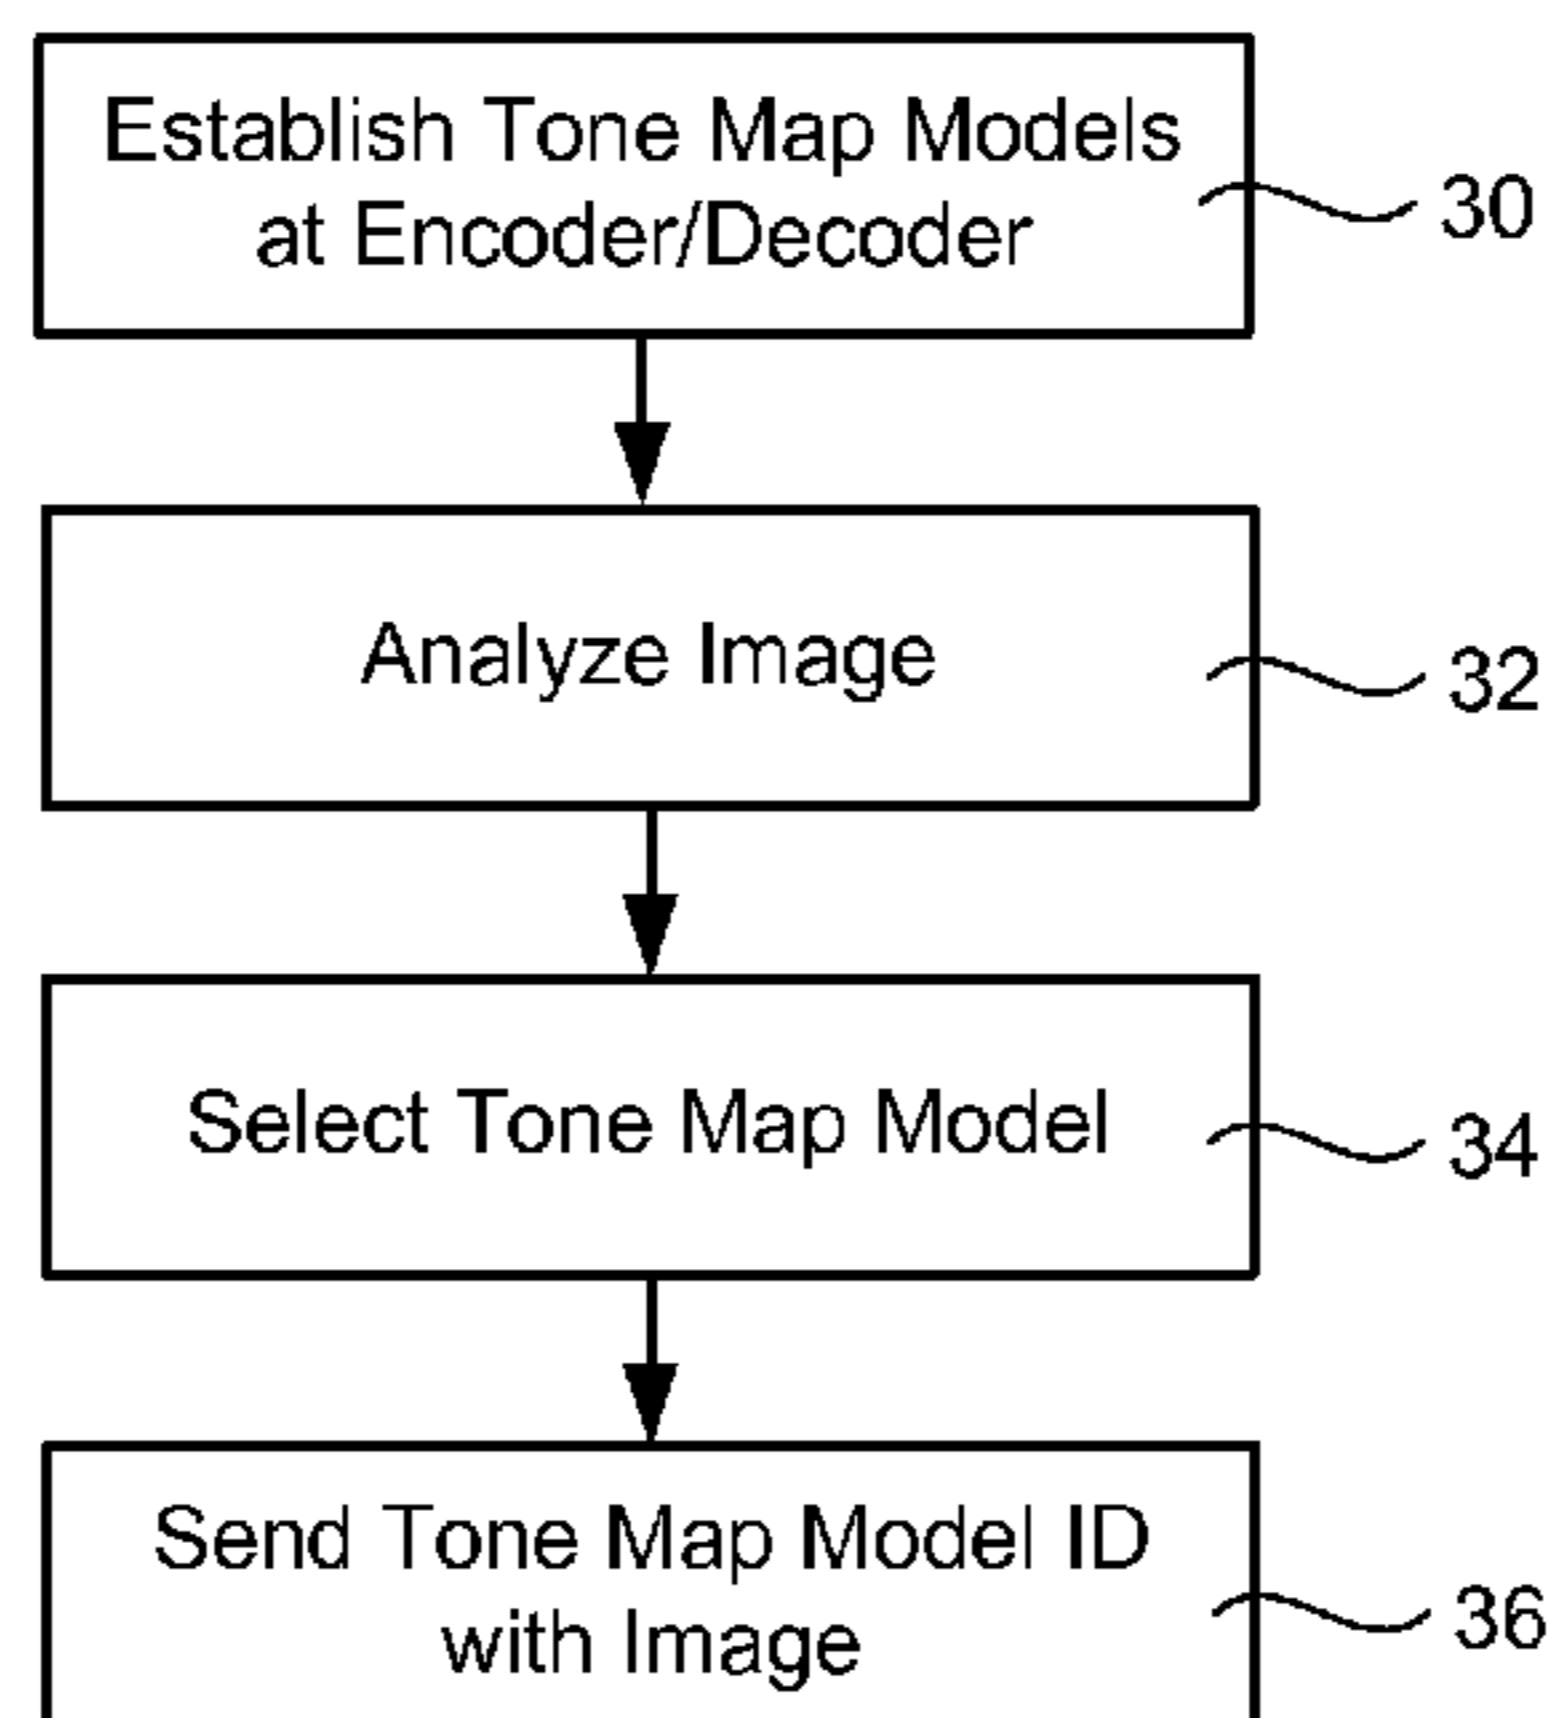 Establish Tone Map Models
at Encoder/Decoder
30
Analyze Image
32
Select Tone Map Model
34
Send Tone Map Model ID
with Image
36